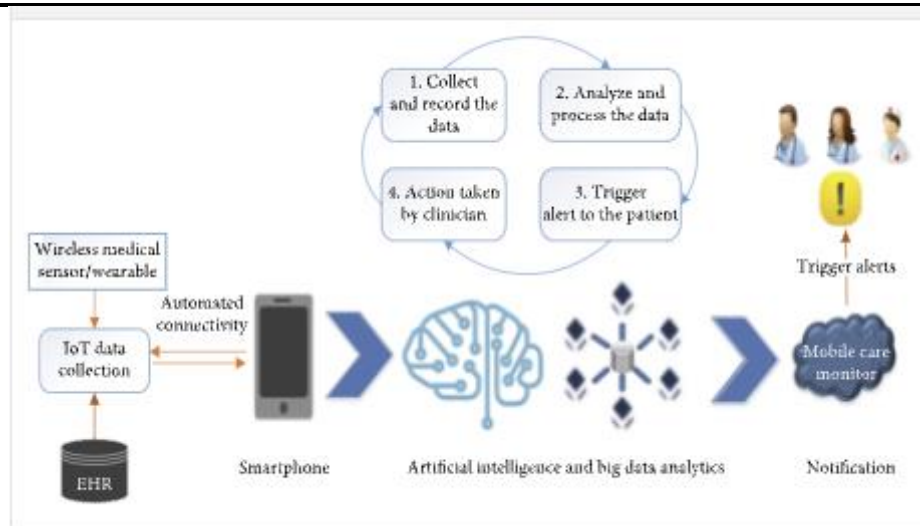 1. Collect
and record the
data
2. Analyze and
process the data
4. Action taken
by clinician
3. Trigger
alert to the patient
Wireless medical
sensor/wearable
Automated
connectivity
IoT data
collection
EHR
Trigger alerts
Mobile care
monitor
Smartphone
Artificial intelligence and big data analytics
Notification